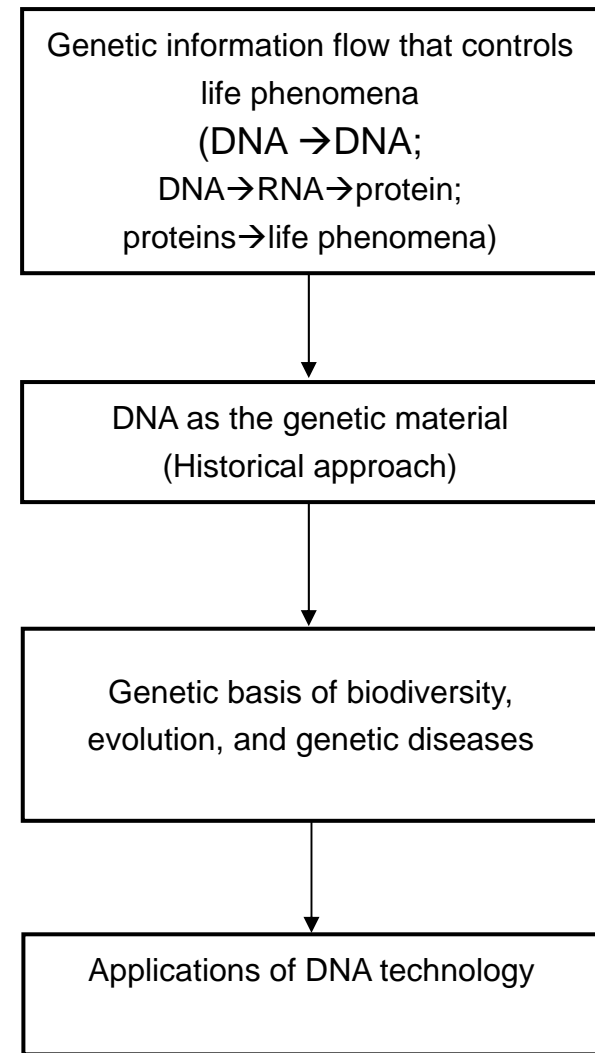 Genetic information flow that controls
life phenomena
(DNA →DNA;
DNA→RNA→protein;
proteins→life phenomena)
DNA as the genetic material
(Historical approach)
Genetic basis of biodiversity,
evolution, and genetic diseases
Applications of DNA technology